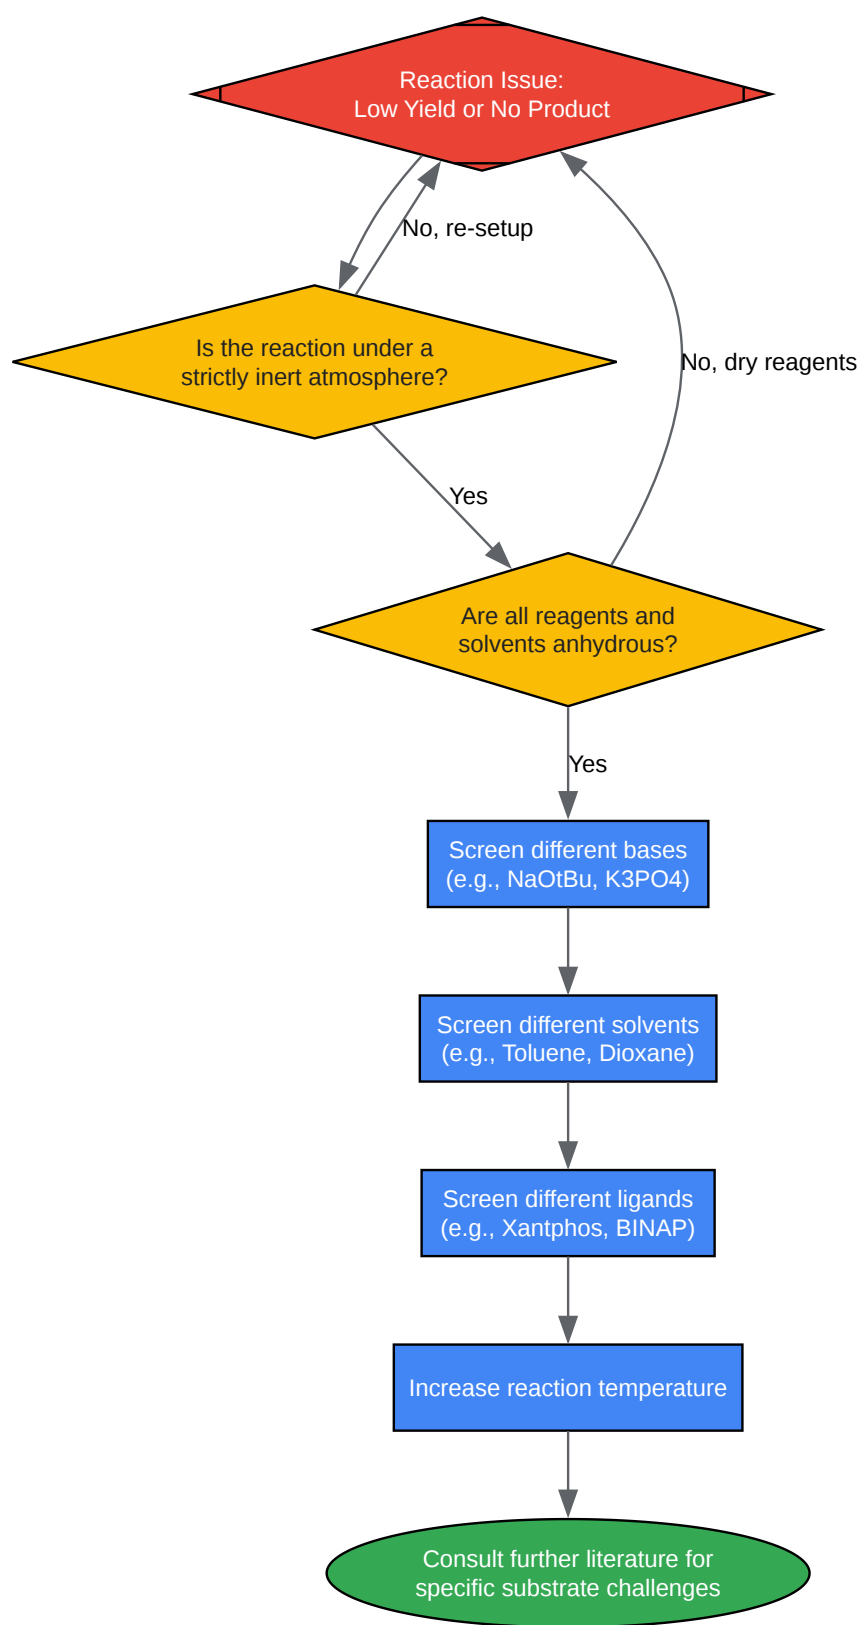 Reaction Issue:
Low Yield or No Product
No, re-setup
Is the reaction under a
strictly inert atmosphere?
No, dry reagents
Yes
Are all reagents and
solvents anhydrous?
Yes
Screen different bases
(e.g., NaOtBu, K3PO4)
Screen different solvents
(e.g., Toluene, Dioxane)
Screen different ligands
(e.g., Xantphos, BINAP)
Increase reaction temperature
Consult further literature for
specific substrate challenges